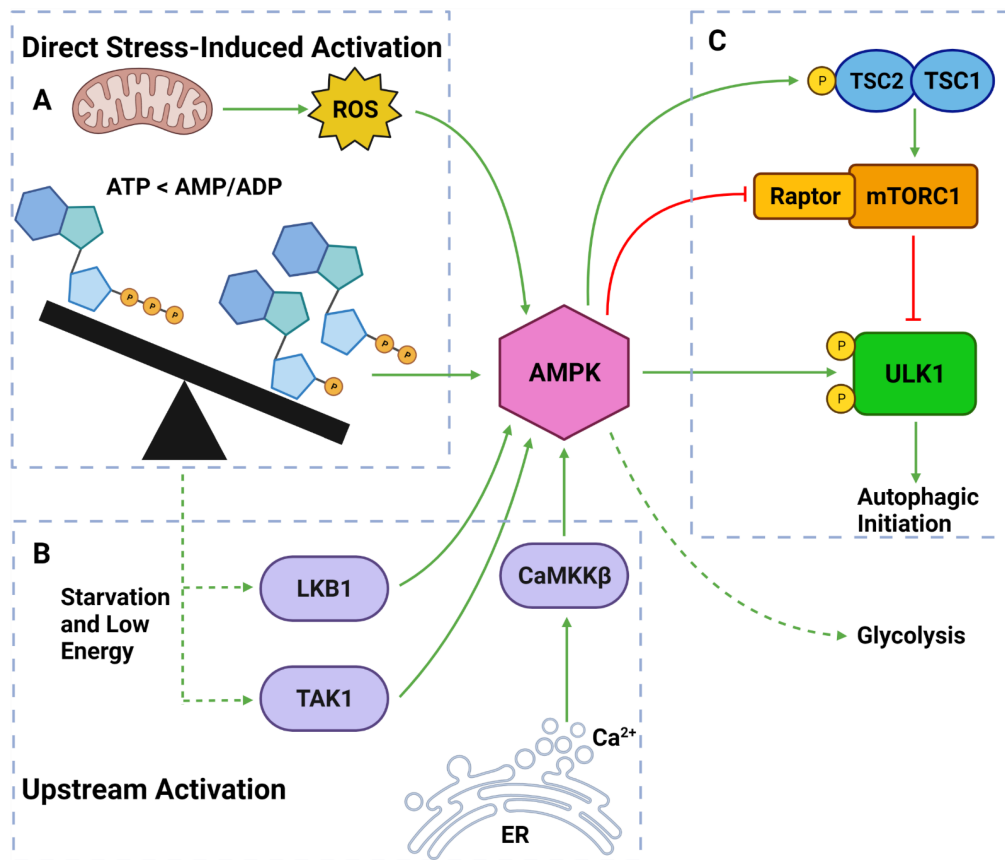 Direct Stress-Induced Activation
A
ROS
ATP < AMP/ADP
P P P
P P
P
B
Starvation
and Low
Energy
LKB1
TAK1
CaMKKβ
Ca²⁺
ER
Upstream Activation
AMPK
C
P
TSC2
TSC1
Raptor
mTORC1
P
P
ULK1
Autophagic
Initiation
Glycolysis